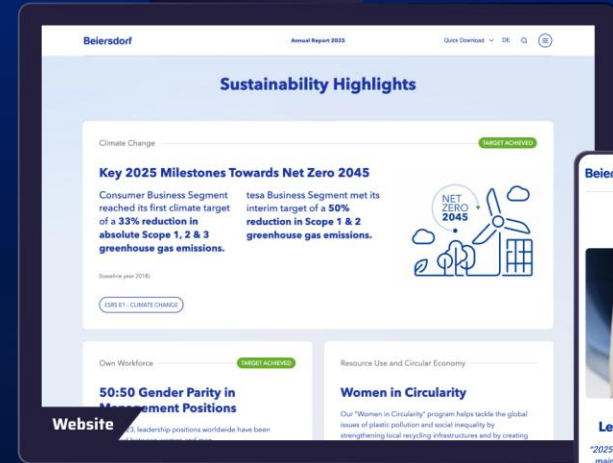 Beiersdorf
Annual Report 2025
Quick Download
DE
Sustainability Highlights
Climate Change
TARGET ACHIEVED
Key 2025 Milestones Towards Net Zero 2045
Consumer Business Segment
reached its first climate target
of a 33% reduction in
absolute Scope 1, 2 & 3
greenhouse gas emissions.
tesa Business Segment met its
interim target of a 50%
reduction in Scope 1 & 2
greenhouse gas emissions.
NET
ZERO
2045
(baseline year 2018).
ESRS E1 - CLIMATE CHANGE
Own Workforce
TARGET ACHIEVED
50:50 Gender Parity in
Management Positions
leadership positions worldwide have been
between women and men
Resource Use and Circular Economy
Women in Circularity
Our "Women in Circularity" program helps tackle the global
issues of plastic pollution and social inequality by
strengthening local recycling infrastructures and by creating
Website
Beier
Le
"2025